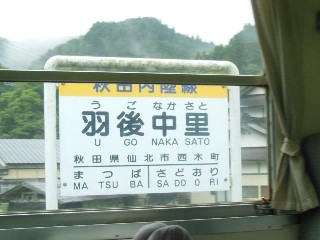 秋田内陸線
うごなかさと
羽後中里
U GO NAKA SATO
秋田県仙北市西木町
まつば さどおり
MA TSU BA SA DO O RI